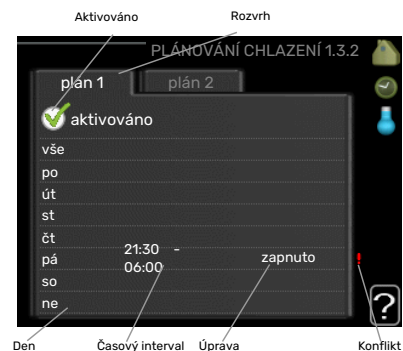 Aktivováno Rozvrh
PLÁNOVÁNÍ CHLAZENÍ 1.3.2
plán 1 plán 2
aktivováno
vše
po
út
st
čt
pá 21:30 - 06:00 zapnuto !
so
ne
?
Den Časový interval Úprava Konflikt